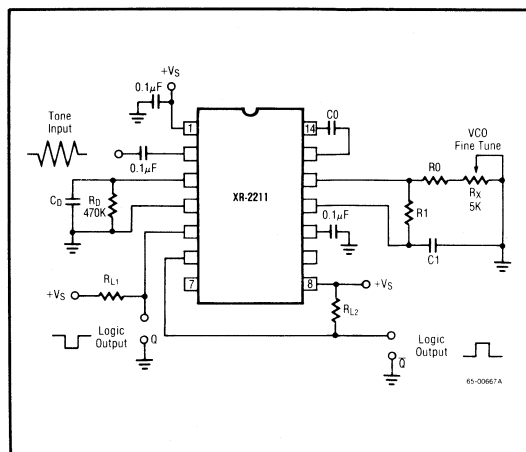 +VS
0.1μF
Tone
Input
1
14
C0
VCO
Fine Tune
0.1μF
R0
RX
5K
XR-2211
CD
RD
470K
R1
0.1μF
C1
7
8
+VS
RL1
+VS
RL2
Logic
Output
Q
Logic
Output
Q̅
65-00667A